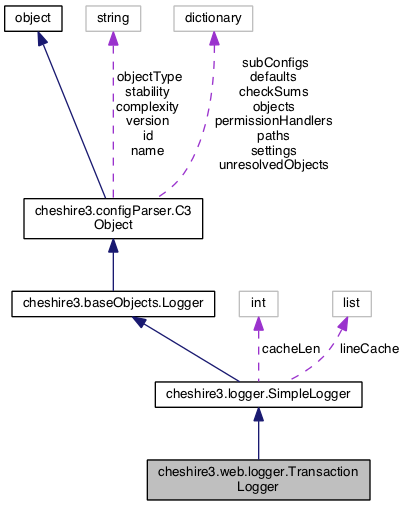 object
string
dictionary
objectType
stability
complexity
version
id
name
subConfigs
defaults
checkSums
objects
permissionHandlers
paths
settings
unresolvedObjects
cheshire3.configParser.C3
Object
cheshire3.baseObjects.Logger
int
list
cacheLen
lineCache
cheshire3.logger.SimpleLogger
cheshire3.web.logger.Transaction
Logger